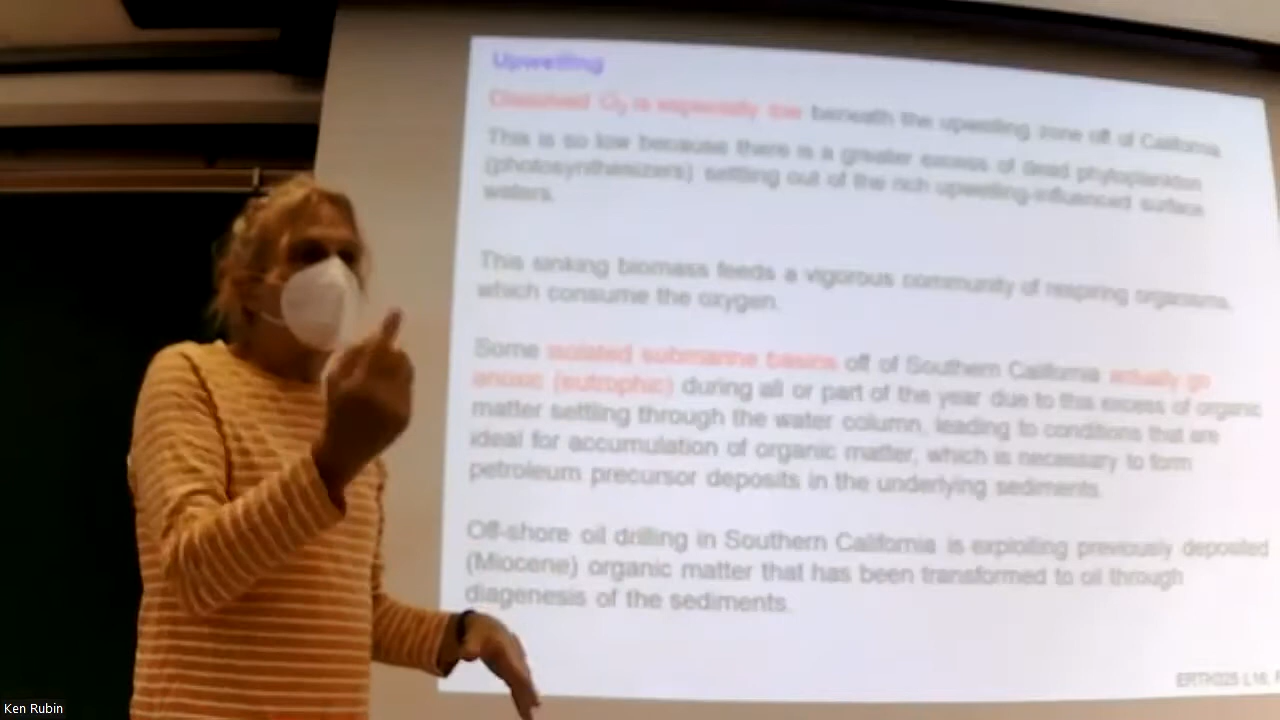 Upwelling
Dissolved O2 is especially low beneath the upwelling zone off of California.
This is so low because there is a greater excess of dead phytoplankton
(photosynthesizers) settling out of the rich upwelling-influenced surface
waters.
This sinking biomass feeds a vigorous community of respiring organisms,
which consume the oxygen.
Some isolated submarine basins off of Southern California actually go
anoxic (eutrophic) during all or part of the year due to this excess of organic
matter settling through the water column, leading to conditions that are
ideal for accumulation of organic matter, which is necessary to form
petroleum precursor deposits in the underlying sediments.
Off-shore oil drilling in Southern California is exploiting previously deposited
(Miocene) organic matter that has been transformed to oil through
diagenesis of the sediments.
L16,
Ken Rubin